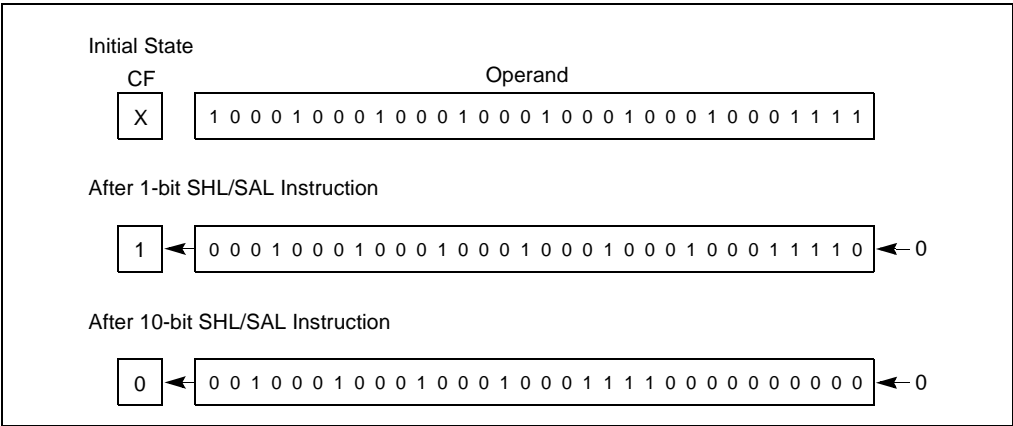 Initial State
CF Operand
X 1 0 0 0 1 0 0 0 1 0 0 0 1 0 0 0 1 0 0 0 1 0 0 0 1 0 0 0 1 1 1 1
After 1-bit SHL/SAL Instruction
1 0 0 0 1 0 0 0 1 0 0 0 1 0 0 0 1 0 0 0 1 0 0 0 1 0 0 0 1 1 1 1 0 0
After 10-bit SHL/SAL Instruction
0 0 0 1 0 0 0 1 0 0 0 1 0 0 0 1 0 0 0 1 1 1 1 0 0 0 0 0 0 0 0 0 0 0